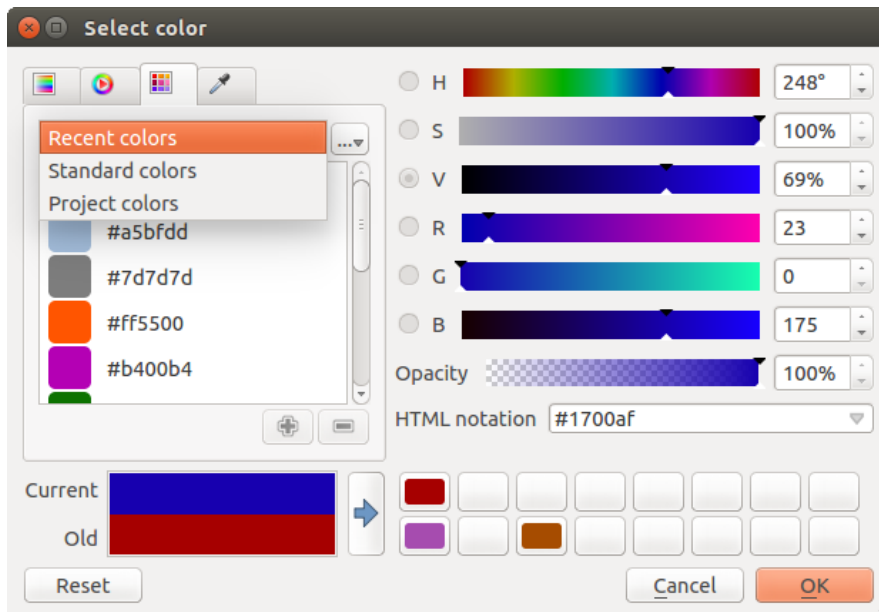 Select color
Recent colors
...
Standard colors
Project colors
#a5bfdd
#7d7d7d
#ff5500
#b400b4
H 248°
S 100%
V 69%
R 23
G 0
B 175
Opacity 100%
HTML notation #1700af
Current
Old
Reset
Cancel
OK